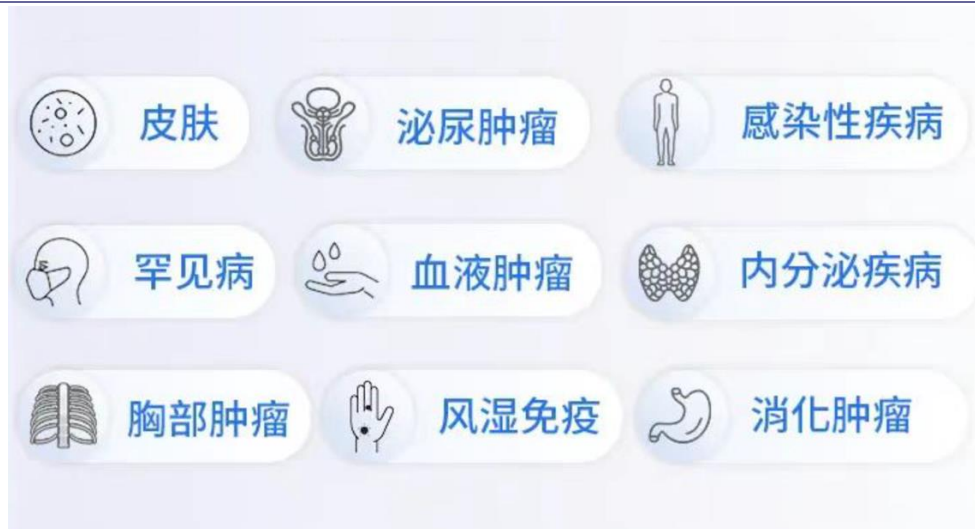 皮肤
泌尿肿瘤
感染性疾病
罕见病
血液肿瘤
内分泌疾病
胸部肿瘤
风湿免疫
消化肿瘤